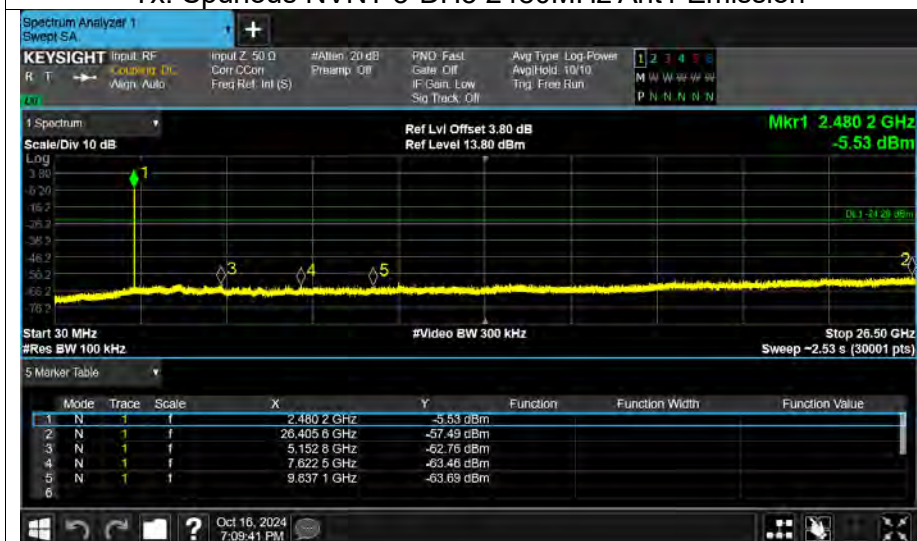 Tx. Spurious NVNT 3-DH5 2480MHz Ant1 Emission
Spectrum Analyzer 1
Swept SA
1
+
KEYSIGHT Input: RF Input Z: 50 Ω #Atten: 20 dB PNO: Fast Avg Type: Log-Power 1 2 3 4 5 6
R T Coupling: DC Corr CCorr Preamp: Off Gate: Off Avg|Hold: 10/10 M W W W W W
Align: Auto Freq Ref: Int (S) IF Gain: Low Trig: Free Run
Sig Track: Off P N N N N N
1 Spectrum
Ref Lvl Offset 3.80 dB Mkr1 2.480 2 GHz
Scale/Div 10 dB Ref Level 13.80 dBm -5.53 dBm
Log
3.80
1
-6.20
-16.2
DL1 -24.29 dBm
-26.2
-36.2
-46.2
2
3 4 5
-56.2
-66.2
-76.2
Start 30 MHz #Video BW 300 kHz Stop 26.50 GHz
#Res BW 100 kHz Sweep ~2.53 s (30001 pts)
5 Marker Table
Mode Trace Scale X Y Function Function Width Function Value
1 N 1 f 2.480 2 GHz -5.53 dBm
2 N 1 f 26.405 6 GHz -57.49 dBm
3 N 1 f 5.152 8 GHz -62.76 dBm
4 N 1 f 7.622 5 GHz -63.46 dBm
5 N 1 f 9.837 1 GHz -63.69 dBm
6
?
Oct 16, 2024
7:09:41 PM